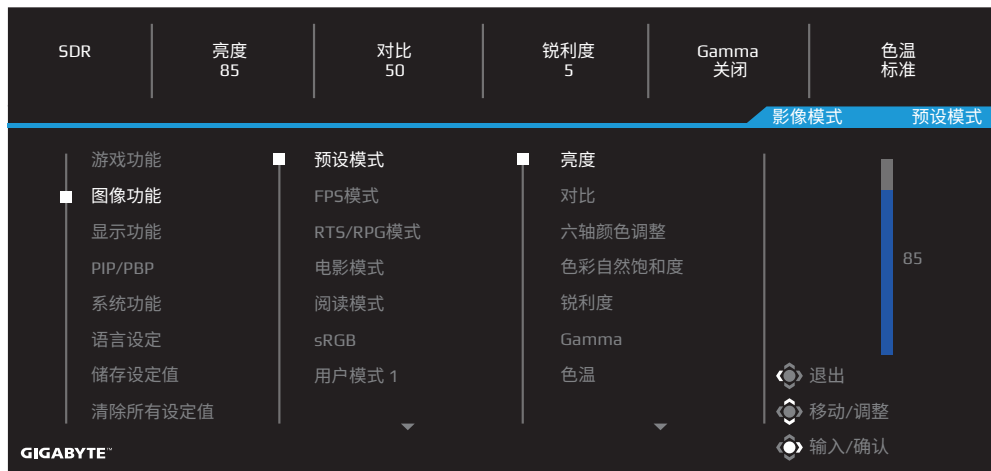 SDR
亮度
85
对比
50
锐利度
5
Gamma
关闭
色温
标准
影像模式 预设模式
游戏功能
图像功能
显示功能
PIP/PBP
系统功能
语言设定
储存设定值
清除所有设定值
预设模式
FPS模式
RTS/RPG模式
电影模式
阅读模式
sRGB
用户模式 1
亮度
对比
六轴颜色调整
色彩自然饱和度
锐利度
Gamma
色温
85
退出
移动/调整
输入/确认
GIGABYTE™